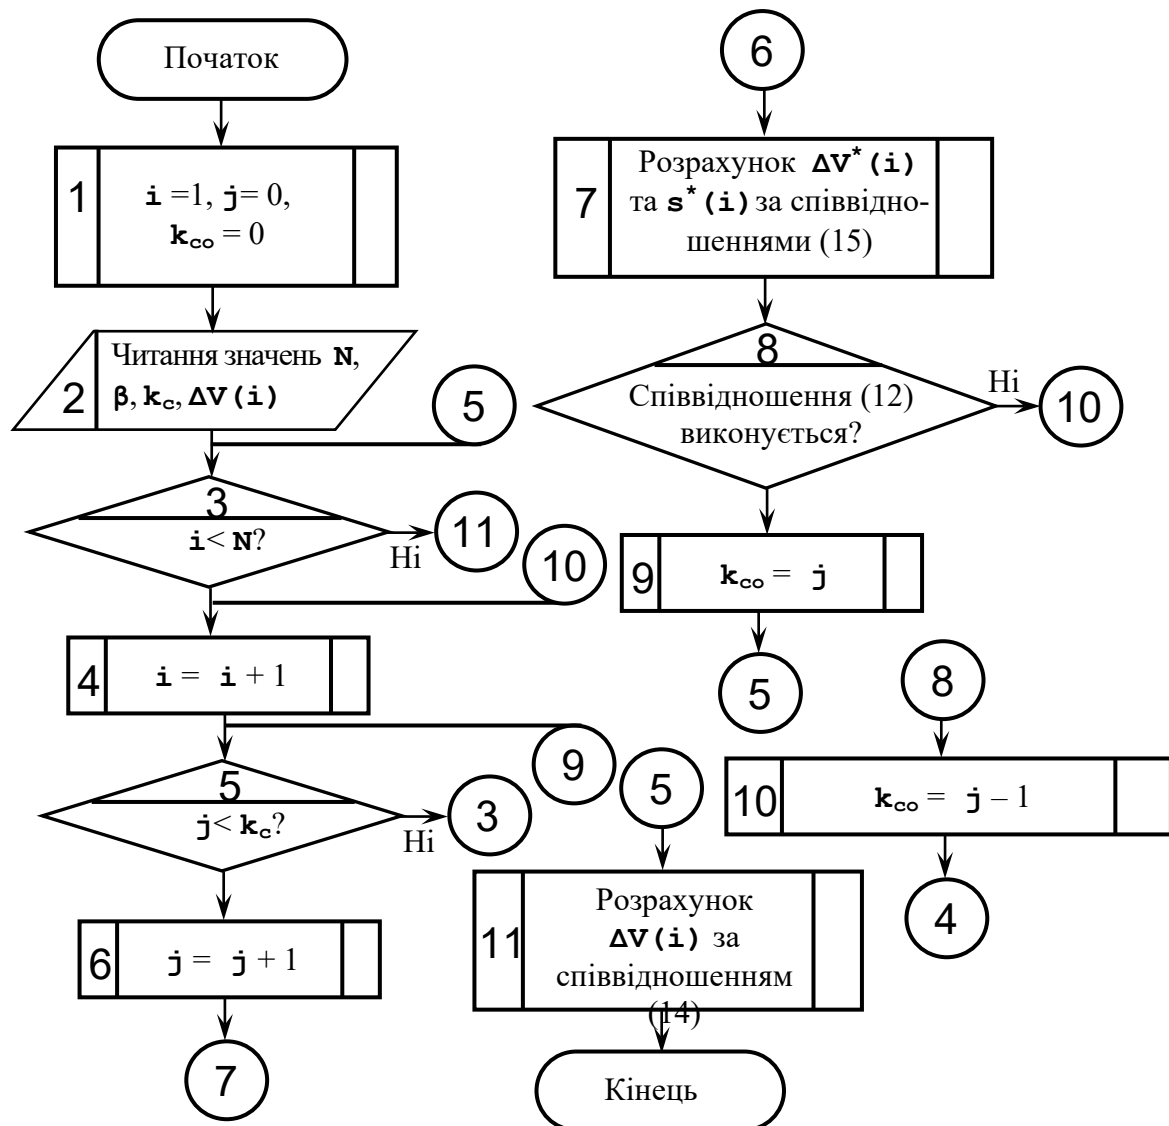 Початок
1
i =1, j= 0,
kco = 0
2
Читання значень N,
β, kc, ΔV(i)
5
3
i< N?
Ні
11
10
4
i = i + 1
9
5
j< kc?
Ні
3
6
j = j + 1
7
6
7
Розрахунок ΔV*(i)
та s*(i) за співвідно-
шеннями (15)
8
Співвідношення (12)
виконується?
Ні
10
9
kco = j
5
8
10
kco = j – 1
4
5
11
Розрахунок
ΔV(i) за
співвідношенням
(14)
Кінець